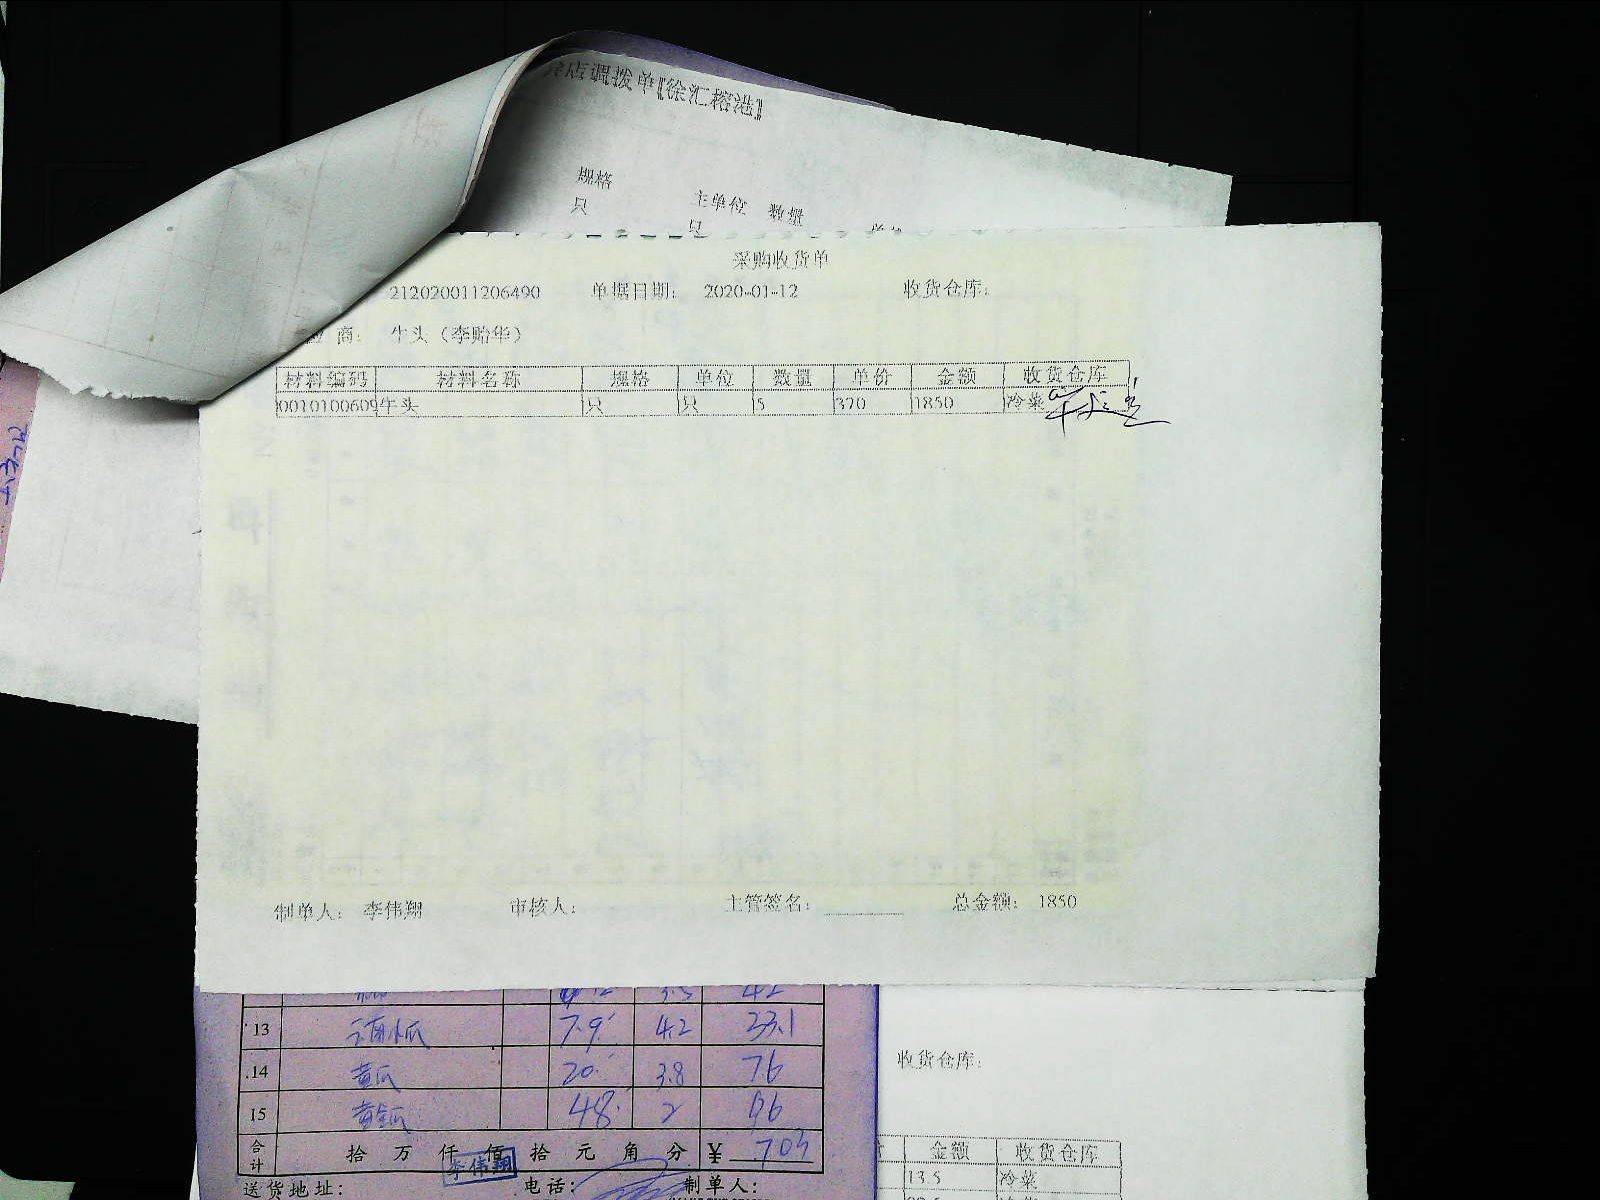 店调拨单『徐汇榕港』
规格 主单位 数量
只 只
采购收货单
212020011206490 单据日期： 2020-01-12 收货仓库：
商： 牛头（李贻华）
材料编码 材料名称 规格 单位 数量 单价 金额 收货仓库
0010100609 牛头 只 只 5 370 1850 冷菜
制单人： 李伟翔 审核人： 主管签名： 总金额： 1850
3.5 42
13 7.9 4.2 23.1
14 黄瓜 20 3.8 76
15 48 2 96
合计 拾 万 仟 佰 拾 元 角 分 ¥ 703
李伟翔
送货地址： 电话： 制单人：
收货仓库：
金额 收货仓库
13.5 冷菜